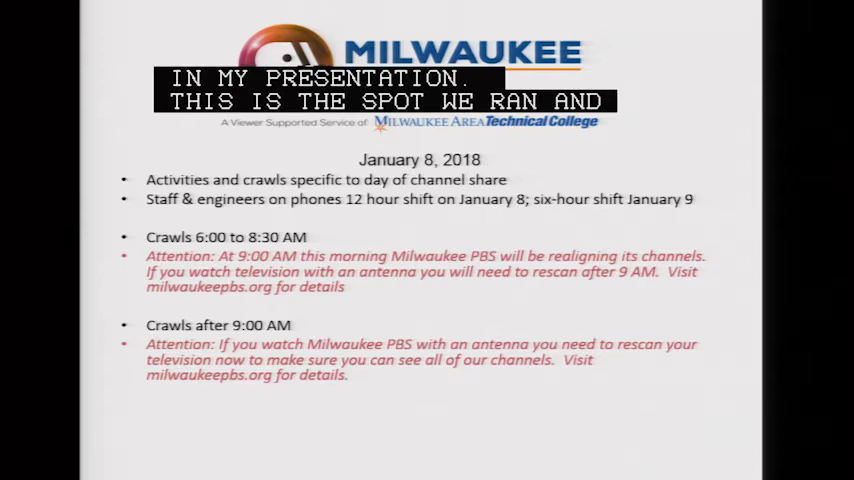 MILWAUKEE
IN MY PRESENTATION.
THIS IS THE SPOT WE RAN AND
A Viewer Supported Service of MILWAUKEE AREA Technical College
January 8, 2018
• Activities and crawls specific to day of channel share
• Staff & engineers on phones 12 hour shift on January 8; six-hour shift January 9
• Crawls 6:00 to 8:30 AM
• Attention: At 9:00 AM this morning Milwaukee PBS will be realigning its channels.
If you watch television with an antenna you will need to rescan after 9 AM. Visit
milwaukeepbs.org for details
• Crawls after 9:00 AM
• Attention: If you watch Milwaukee PBS with an antenna you need to rescan your
television now to make sure you can see all of our channels. Visit
milwaukeepbs.org for details.